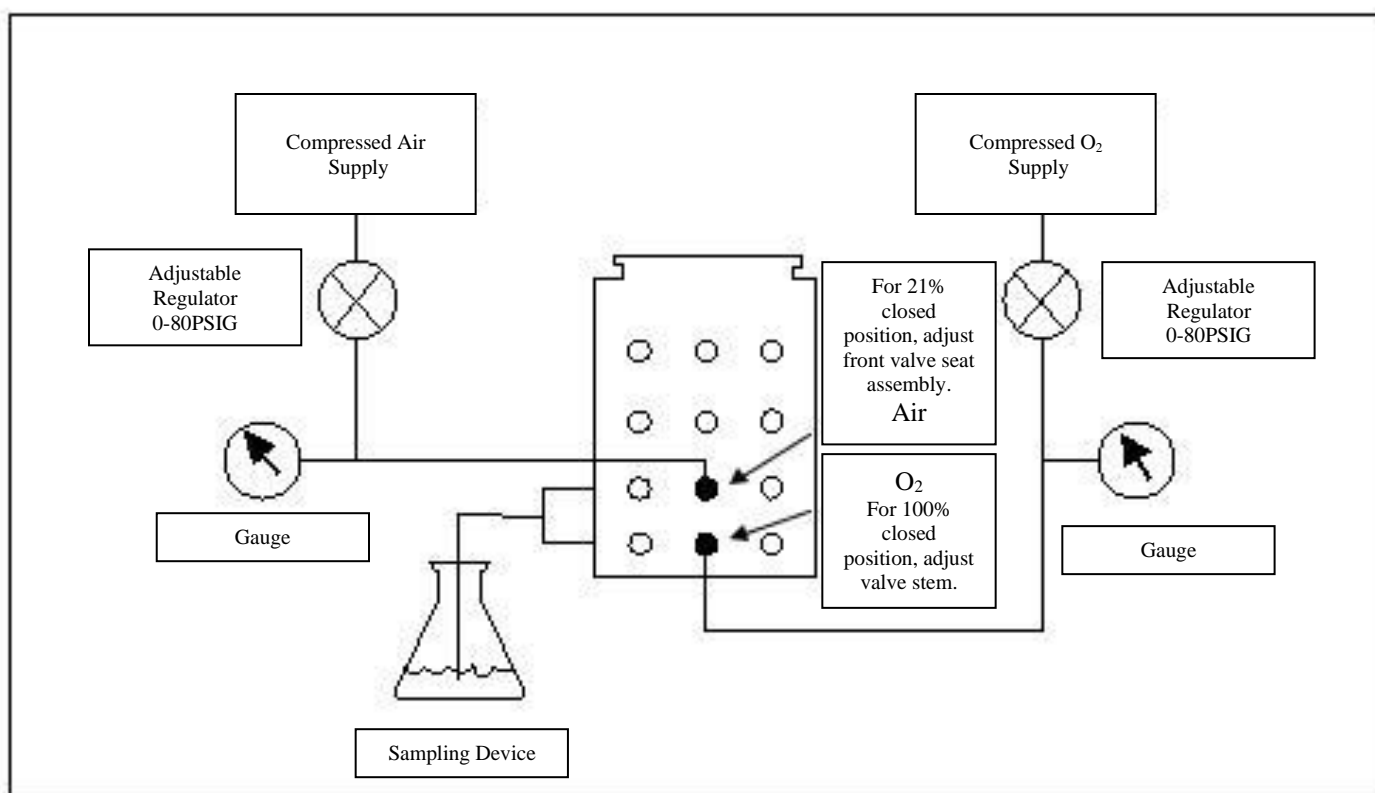 Compressed Air
Supply
Compressed O₂
Supply
Adjustable
Regulator
0-80PSIG
For 21%
closed
position, adjust
front valve seat
assembly.
Air
Adjustable
Regulator
0-80PSIG
O₂
For 100%
closed
position, adjust
valve stem.
Gauge
Gauge
Sampling Device